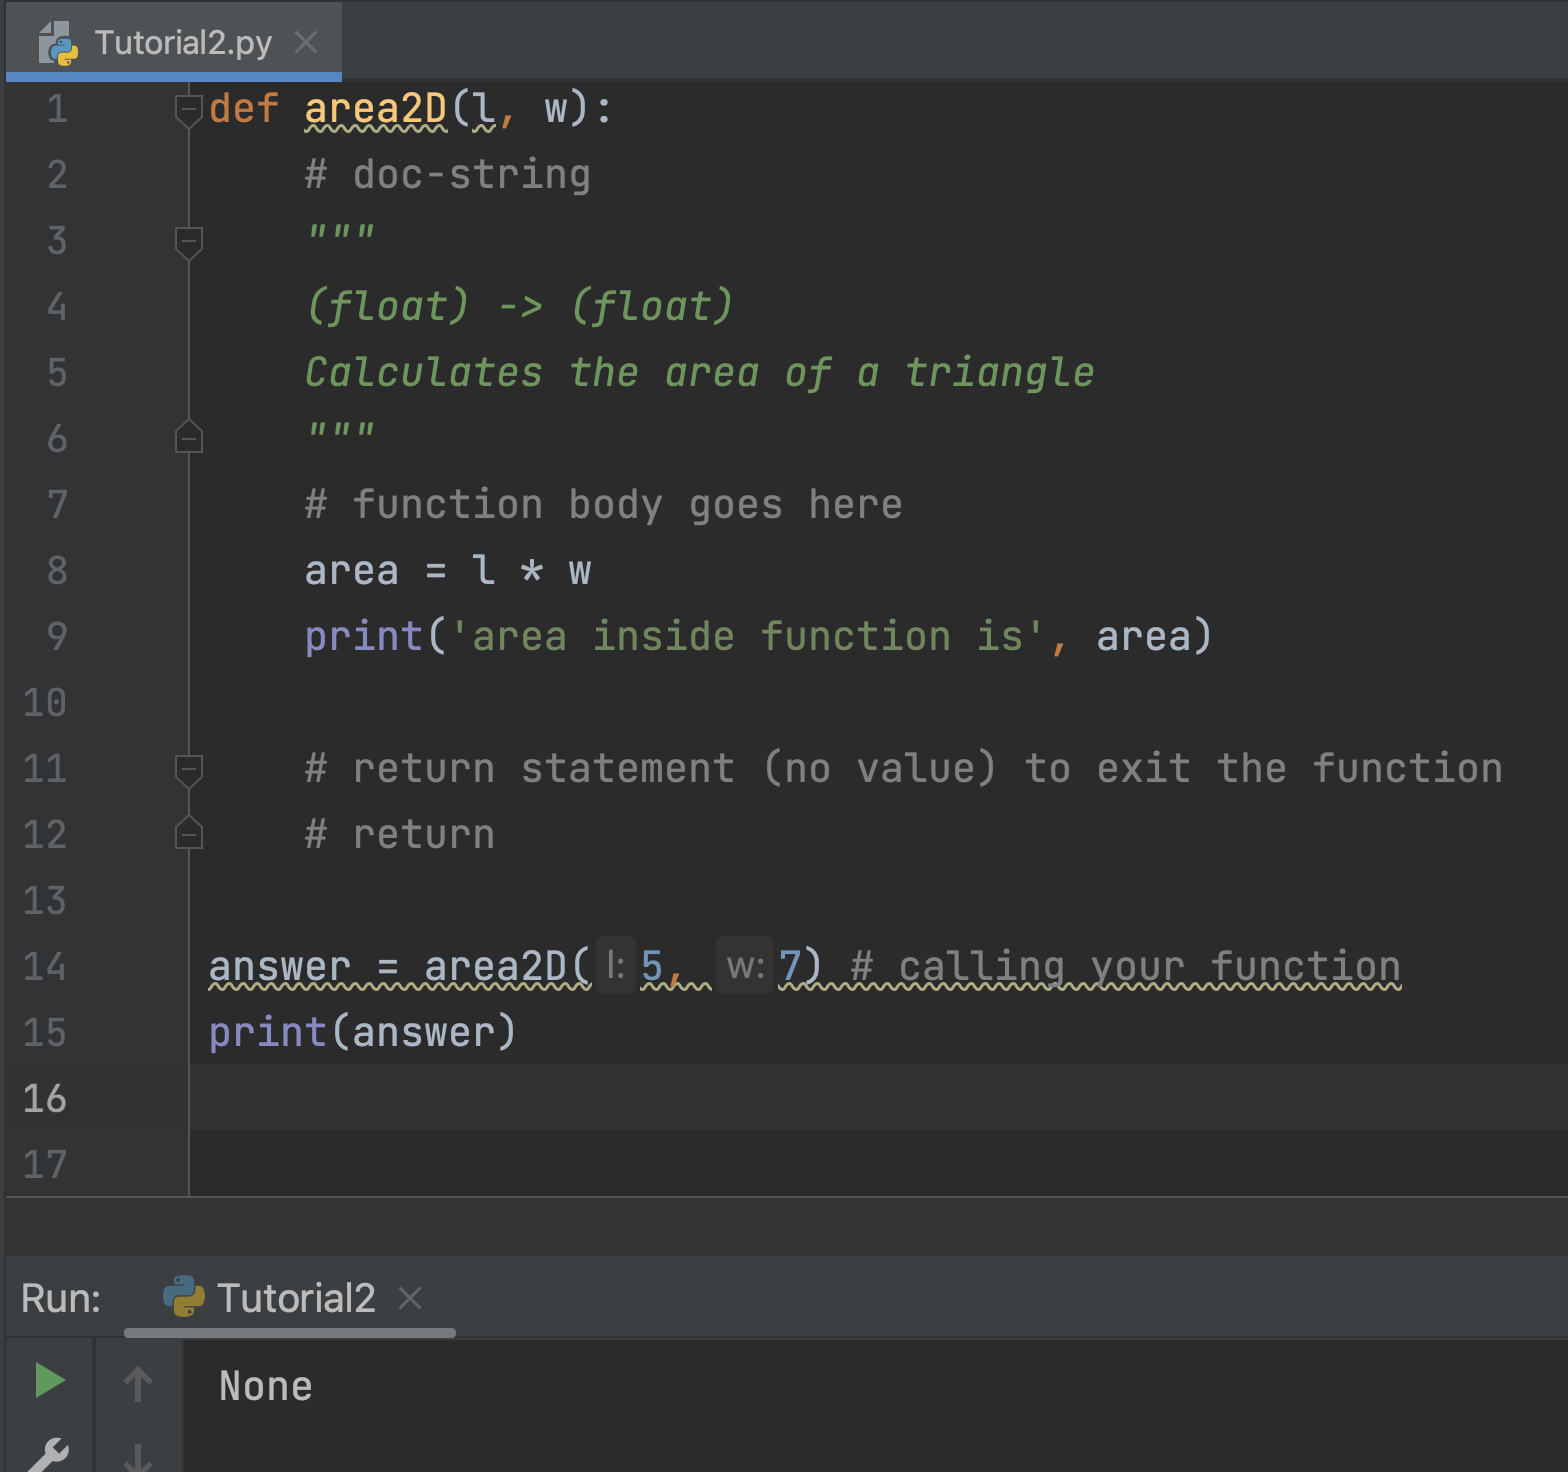 Tutorial2.py
1 def area2D(l, w):
2 # doc-string
3 """
4 (float) -> (float)
5 Calculates the area of a triangle
6 """
7 # function body goes here
8 area = l * w
9 print('area inside function is', area)
10
11 # return statement (no value) to exit the function
12 # return
13
14 answer = area2D( l: 5, w: 7) # calling your function
15 print(answer)
16
17
Run: Tutorial2
None